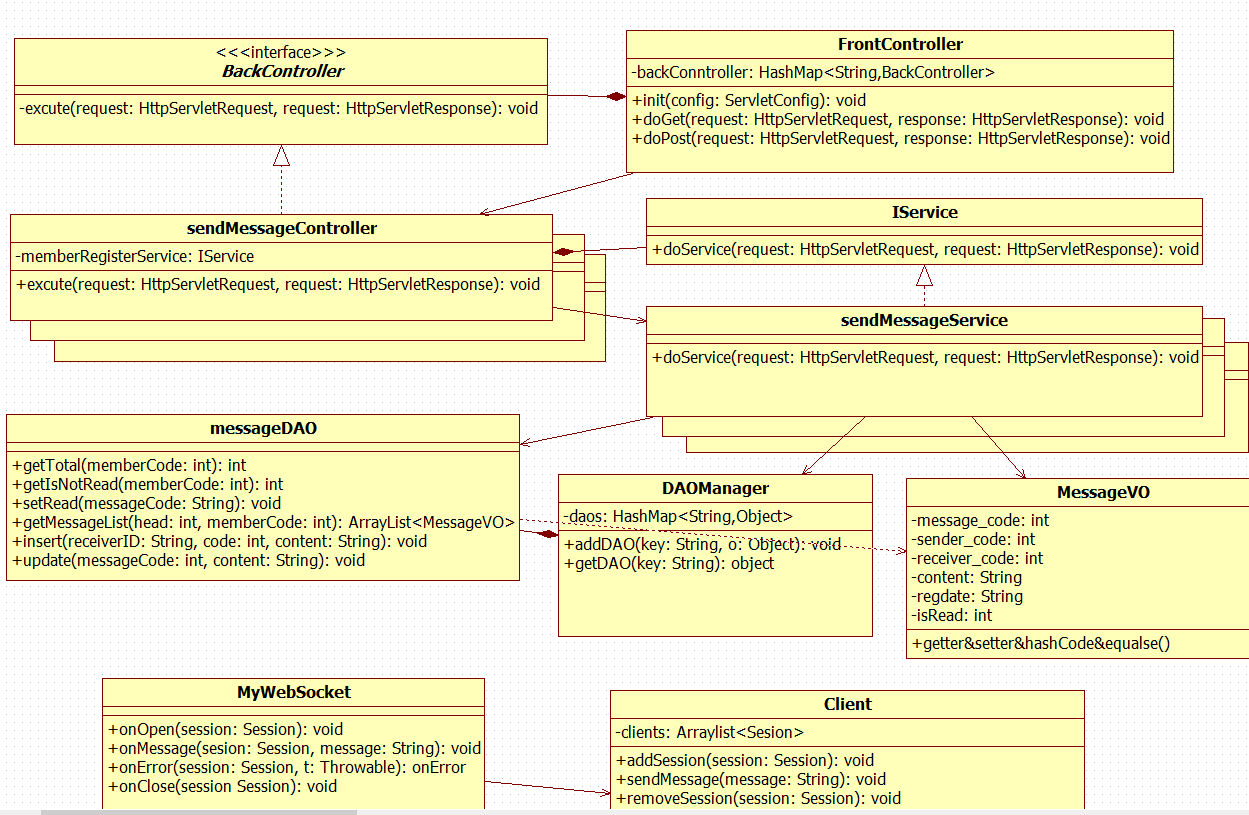 <<<interface>>>
BackController
-excute(request: HttpServletRequest, request: HttpServletResponse): void
FrontController
-backConntroller: HashMap<String,BackController>
+init(config: ServletConfig): void
+doGet(request: HttpServletRequest, response: HttpServletResponse): void
+doPost(request: HttpServletRequest, response: HttpServletResponse): void
sendMessageController
-memberRegisterService: IService
+excute(request: HttpServletRequest, request: HttpServletResponse): void
IService
+doService(request: HttpServletRequest, request: HttpServletResponse): void
sendMessageService
+doService(request: HttpServletRequest, request: HttpServletResponse): void
messageDAO
+getTotal(memberCode: int): int
+getIsNotRead(memberCode: int): int
+setRead(messageCode: String): void
+getMessageList(head: int, memberCode: int): ArrayList<MessageVO>
+insert(receiverID: String, code: int, content: String): void
+update(messageCode: int, content: String): void
DAOManager
-daos: HashMap<String,Object>
+addDAO(key: String, o: Object): void
+getDAO(key: String): object
MessageVO
-message_code: int
-sender_code: int
-receiver_code: int
-content: String
-regdate: String
-isRead: int
+getter&setter&hashCode&equalse()
MyWebSocket
+onOpen(session: Session): void
+onMessage(sesion: Session, message: String): void
+onError(session: Session, t: Throwable): onError
+onClose(session Session): void
Client
-clients: Arraylist<Sesion>
+addSession(session: Session): void
+sendMessage(message: String): void
+removeSession(session: Session): void